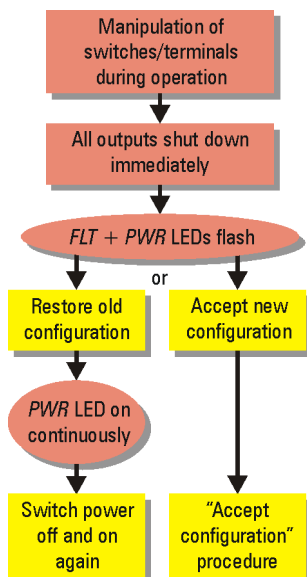 Manipulation of
switches/terminals
during operation
All outputs shut down
immediately
FLT + PWR LEDs flash
or
Restore old
configuration
Accept new
configuration
PWR LED on
continuously
Switch power
off and on
again
“Accept
configuration”
procedure